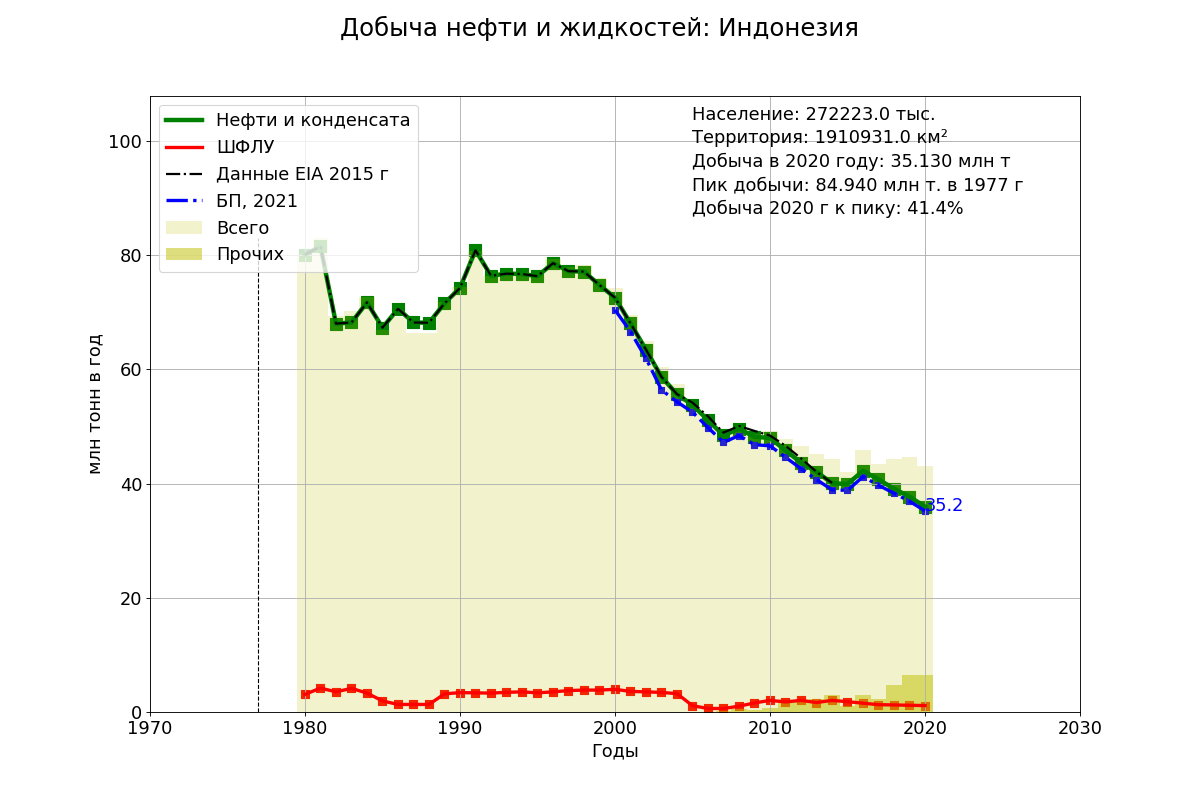 Добыча нефти и жидкостей: Индонезия
Нефти и конденсата
ШФЛУ
Данные EIA 2015 г
БП, 2021
Всего
Прочих
Население: 272223.0 тыс.
Территория: 1910931.0 км²
Добыча в 2020 году: 35.130 млн т
Пик добычи: 84.940 млн т. в 1977 г
Добыча 2020 г к пику: 41.4%
млн тонн в год
100
80
60
40
20
0
35.2
1970 1980 1990 2000 2010 2020 2030
Годы